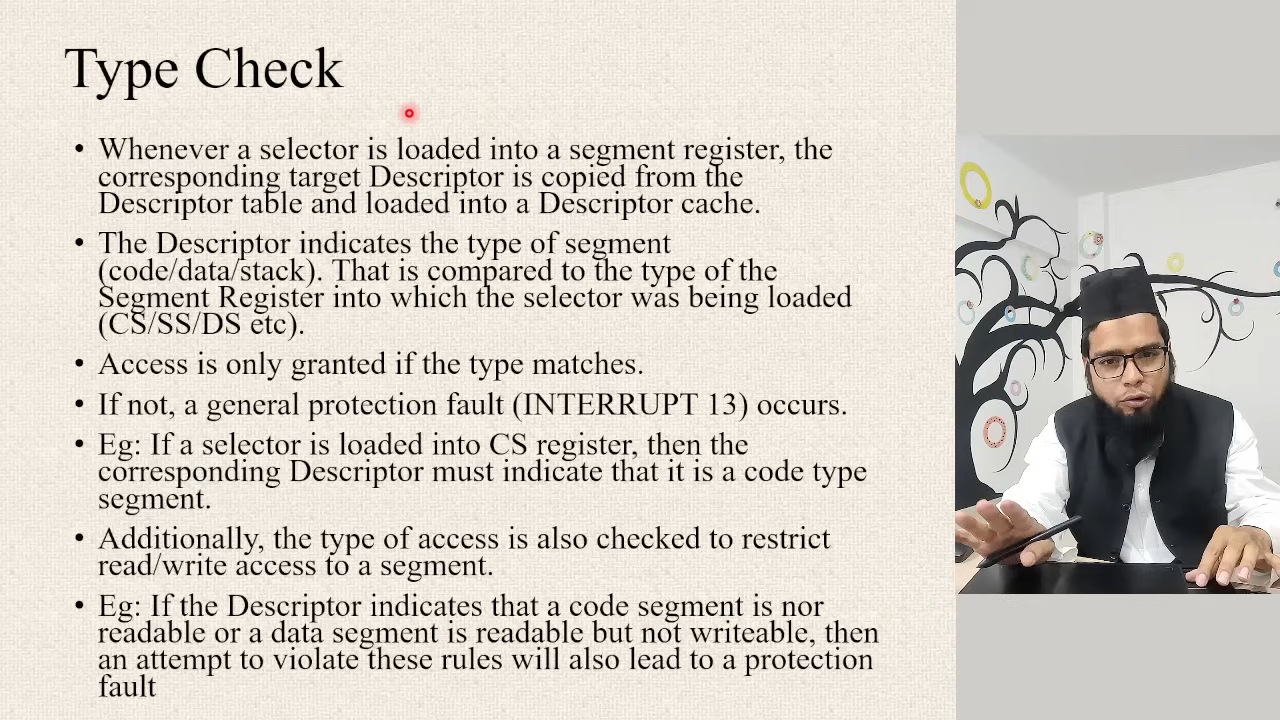 Type Check
• Whenever a selector is loaded into a segment register, the
corresponding target Descriptor is copied from the
Descriptor table and loaded into a Descriptor cache.
• The Descriptor indicates the type of segment
(code/data/stack). That is compared to the type of the
Segment Register into which the selector was being loaded
(CS/SS/DS etc).
• Access is only granted if the type matches.
• If not, a general protection fault (INTERRUPT 13) occurs.
• Eg: If a selector is loaded into CS register, then the
corresponding Descriptor must indicate that it is a code type
segment.
• Additionally, the type of access is also checked to restrict
read/write access to a segment.
• Eg: If the Descriptor indicates that a code segment is nor
readable or a data segment is readable but not writeable, then
an attempt to violate these rules will also lead to a protection
fault